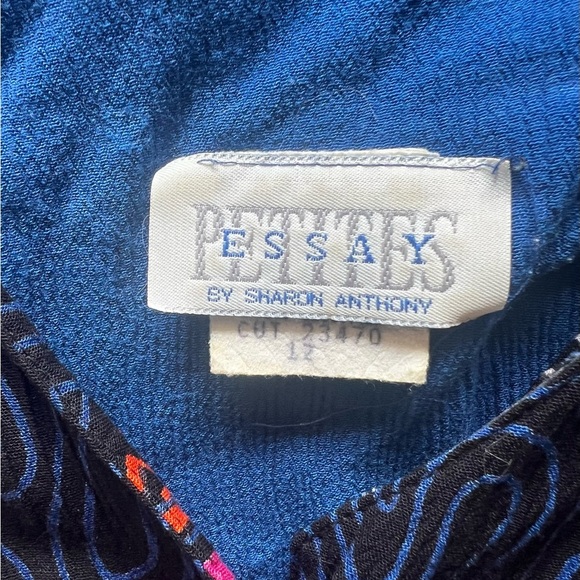 PETITES
ESSAY
BY SHARON ANTHONY
CUT 23470
12